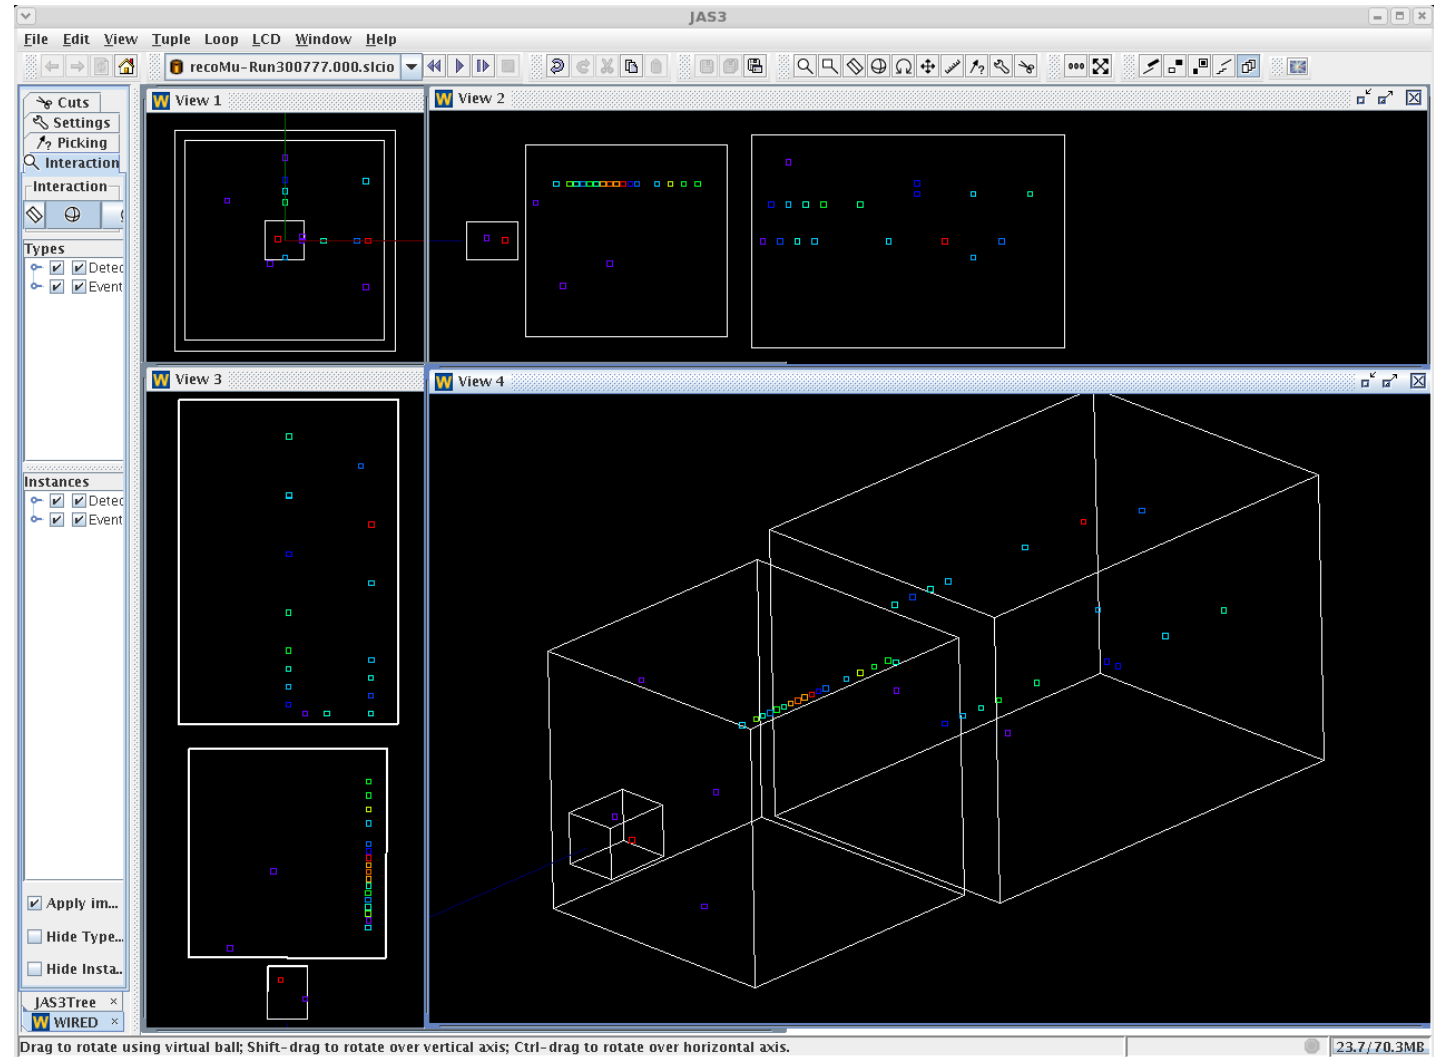 JAS3
File Edit View Tuple Loop LCD Window Help
recoMu-Run300777.000.slcio
Cuts
Settings
Picking
Interaction
Interaction
Types
Detec
Event
Instances
Detec
Event
Apply im...
Hide Type...
Hide Insta...
JAS3Tree ×
WIRED ×
View 1
View 2
View 3
View 4
Drag to rotate using virtual ball; Shift-drag to rotate over vertical axis; Ctrl-drag to rotate over horizontal axis.
23.7/70.3MB